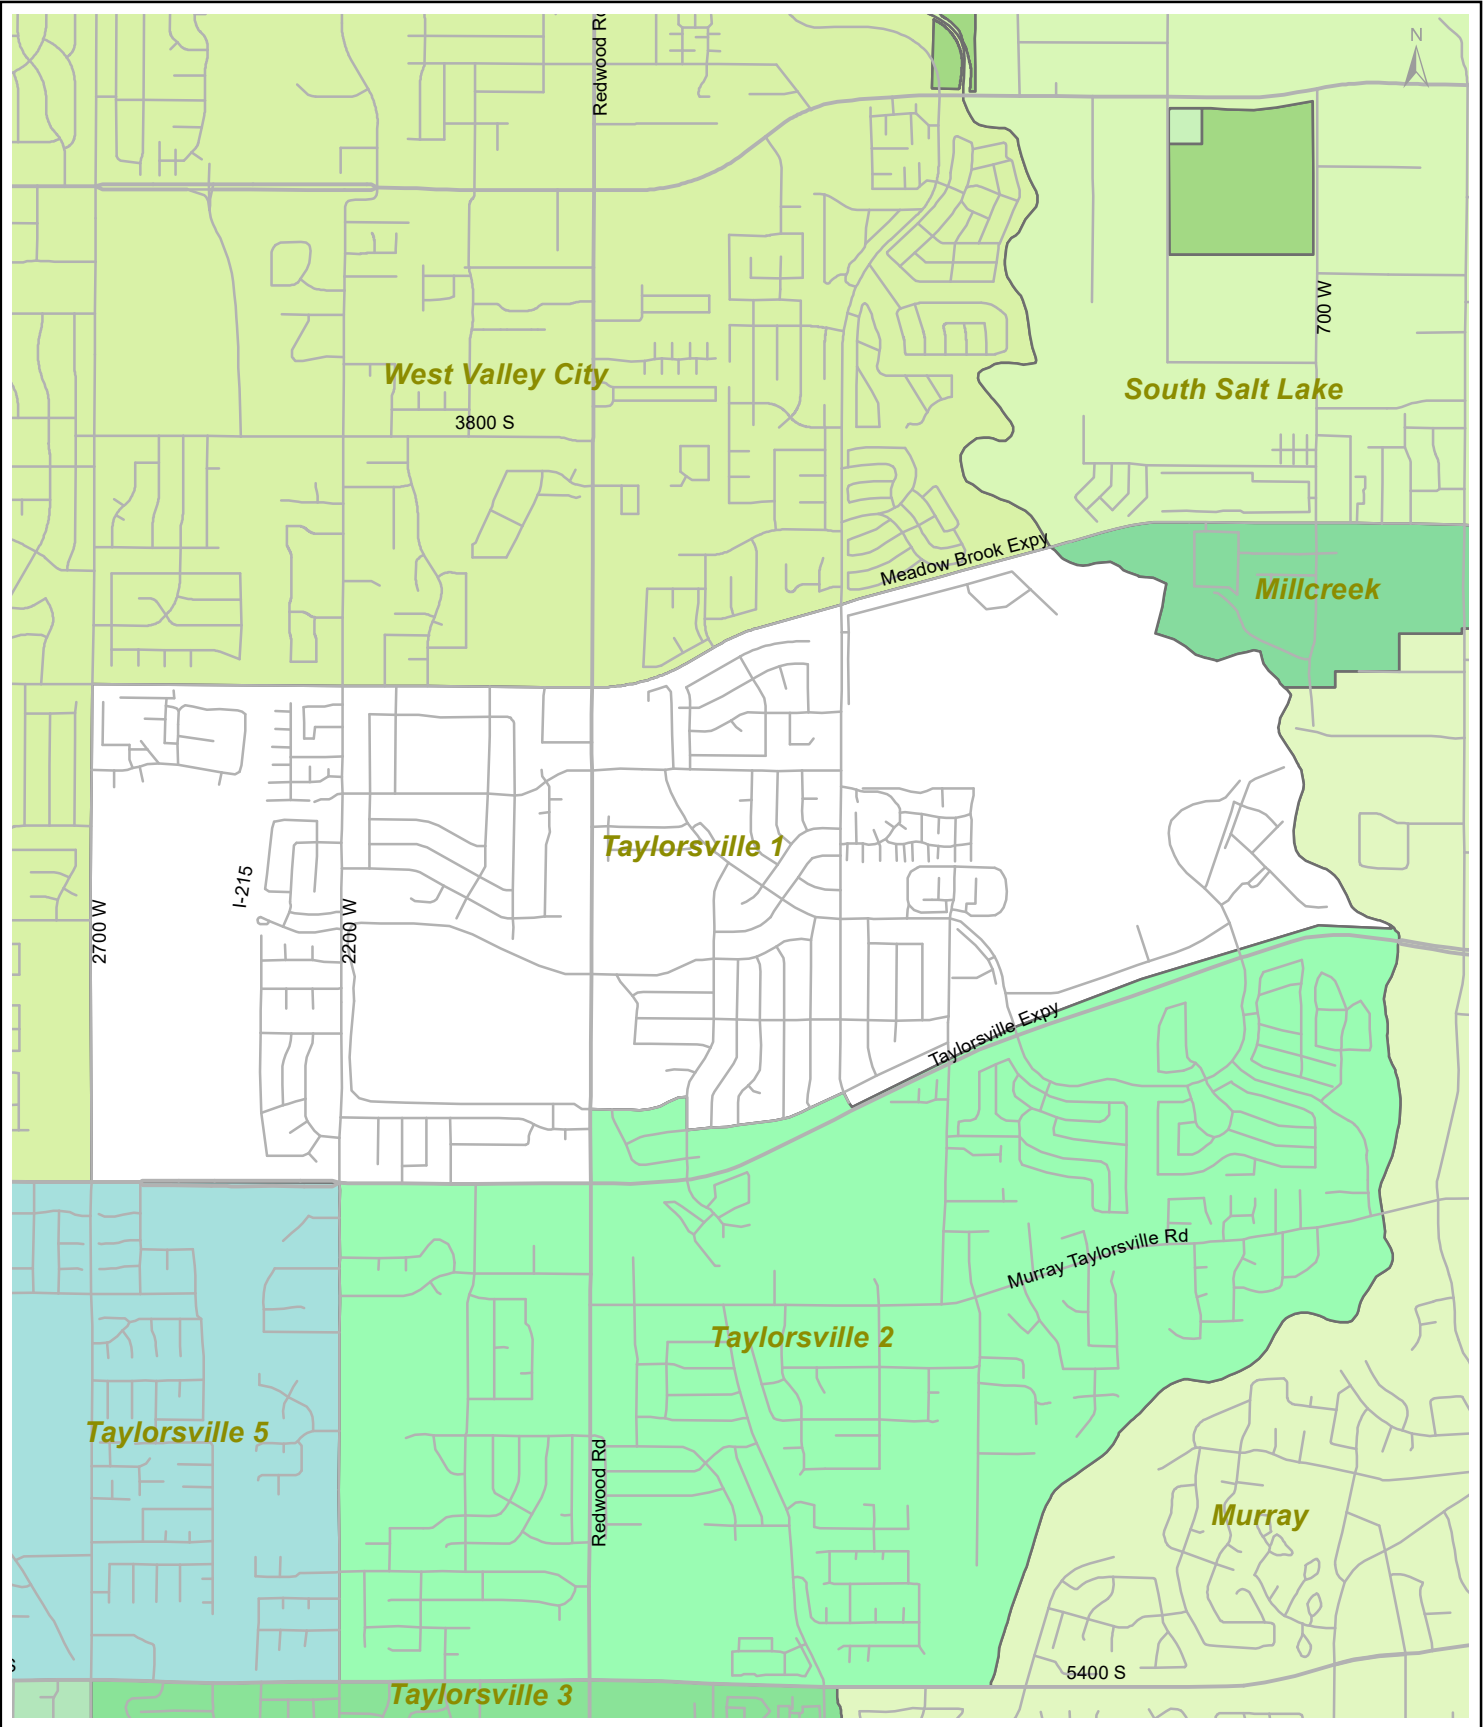 Redwood Rd
N
700 W
West Valley City
South Salt Lake
3800 S
Meadow Brook Expy
Millcreek
Taylorsville 1
I-215
2700 W
2200 W
Taylorsville Expy
Murray Taylorsville Rd
Taylorsville 2
Taylorsville 5
Redwood Rd
Murray
5400 S
Taylorsville 3